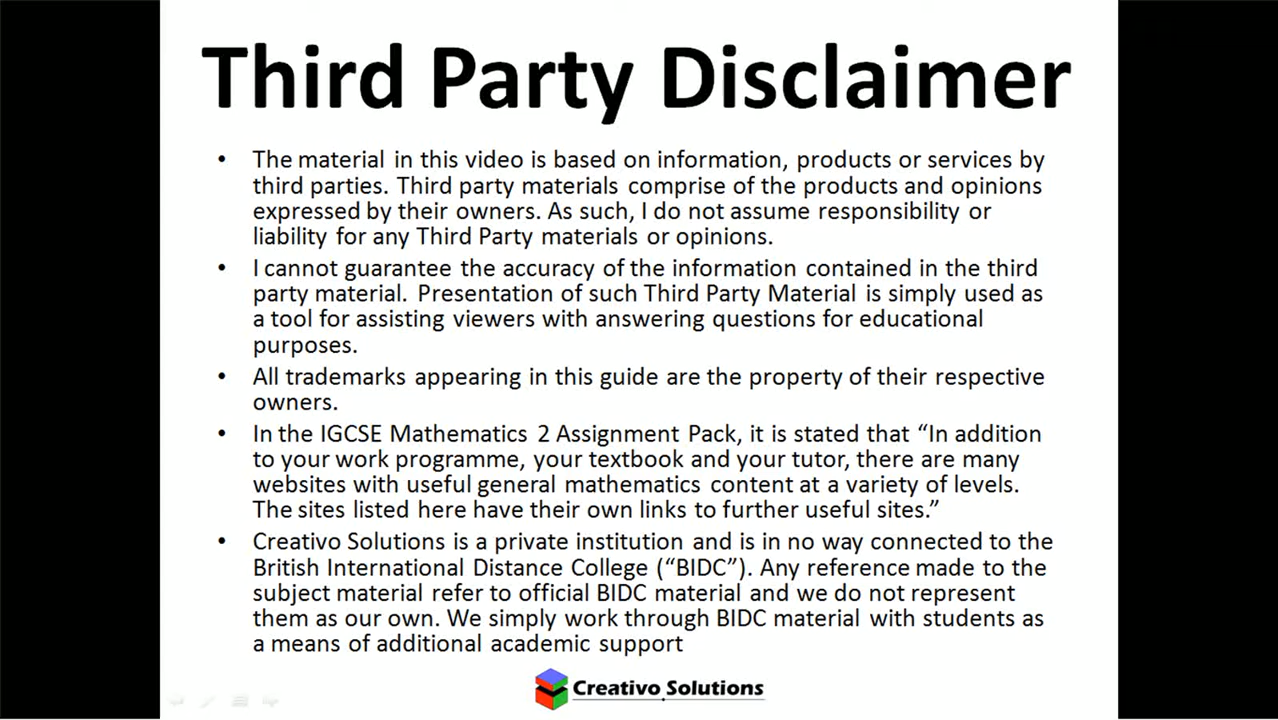 Third Party Disclaimer
• The material in this video is based on information, products or services by
third parties. Third party materials comprise of the products and opinions
expressed by their owners. As such, I do not assume responsibility or
liability for any Third Party materials or opinions.
• I cannot guarantee the accuracy of the information contained in the third
party material. Presentation of such Third Party Material is simply used as
a tool for assisting viewers with answering questions for educational
purposes.
• All trademarks appearing in this guide are the property of their respective
owners.
• In the IGCSE Mathematics 2 Assignment Pack, it is stated that “In addition
to your work programme, your textbook and your tutor, there are many
websites with useful general mathematics content at a variety of levels.
The sites listed here have their own links to further useful sites.”
• Creativo Solutions is a private institution and is in no way connected to the
British International Distance College (“BIDC”). Any reference made to the
subject material refer to official BIDC material and we do not represent
them as our own. We simply work through BIDC material with students as
a means of additional academic support
Creativo Solutions